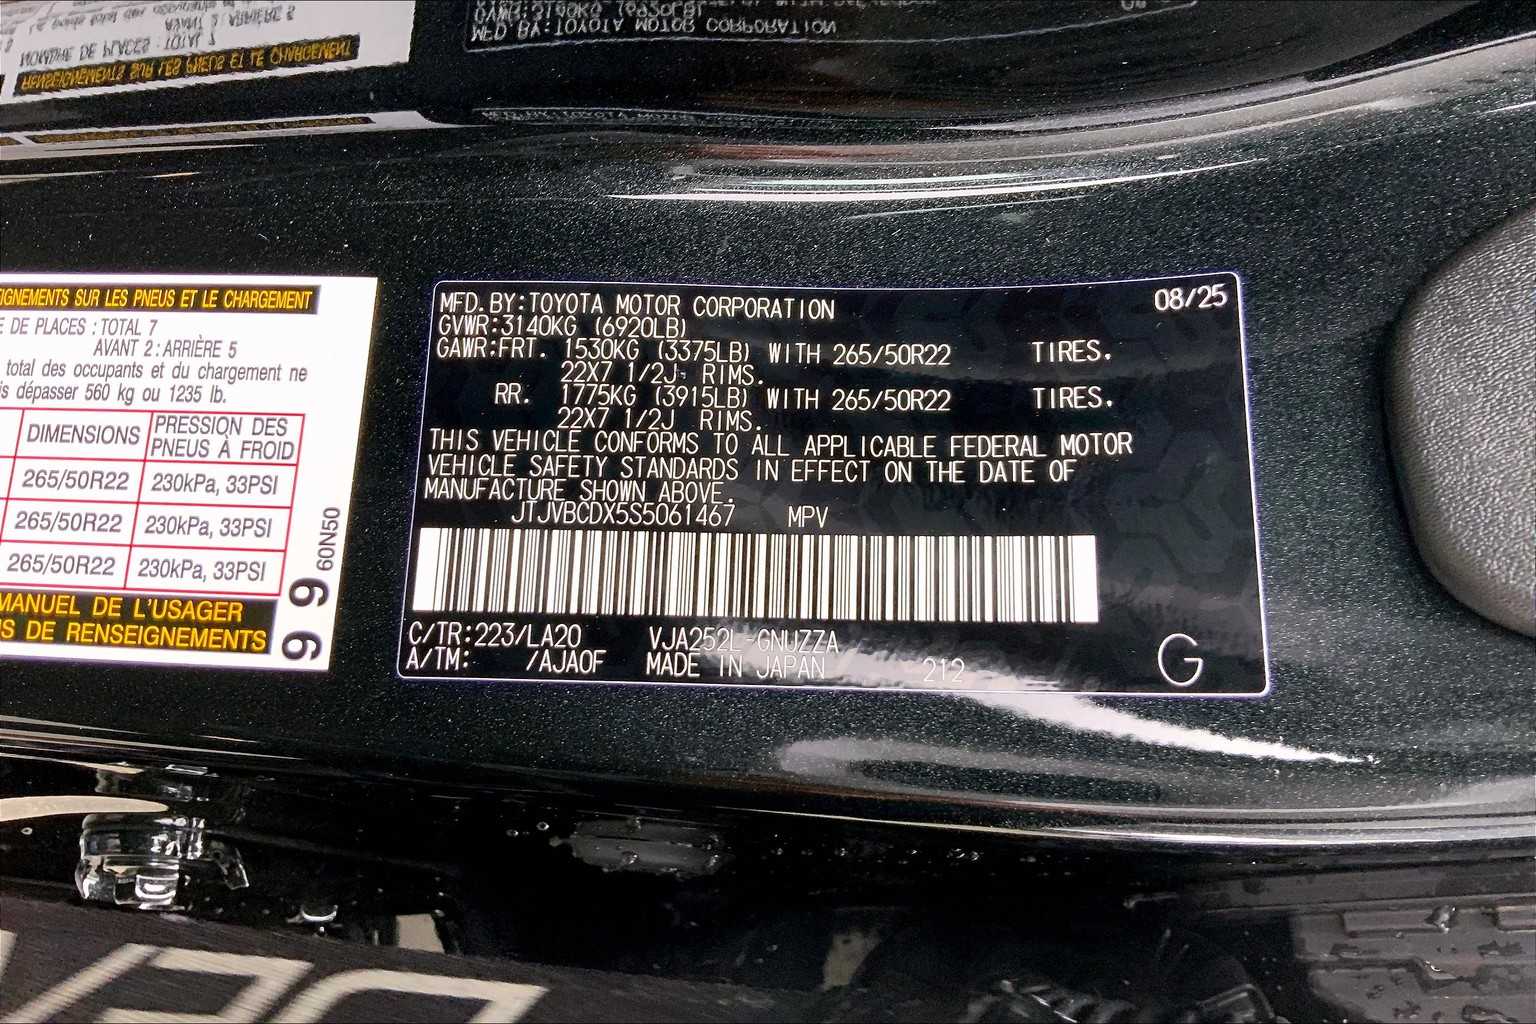 EIGNEMENTS SUR LES PNEUS ET LE CHARGEMENT
E DE PLACES : TOTAL 7
AVANT 2 : ARRIÈRE 5
total des occupants et du chargement ne
is dépasser 560 kg ou 1235 lb.
DIMENSIONS PRESSION DES PNEUS À FROID
265/50R22 230kPa, 33PSI
265/50R22 230kPa, 33PSI
265/50R22 230kPa, 33PSI
MANUEL DE L'USAGER
NS DE RENSEIGNEMENTS
99 60N50
MFD.BY:TOYOTA MOTOR CORPORATION 08/25
GVWR:3140KG (6920LB)
GAWR:FRT. 1530KG (3375LB) WITH 265/50R22 TIRES.
22X7 1/2J RIMS.
RR. 1775KG (3915LB) WITH 265/50R22 TIRES.
22X7 1/2J RIMS.
THIS VEHICLE CONFORMS TO ALL APPLICABLE FEDERAL MOTOR
VEHICLE SAFETY STANDARDS IN EFFECT ON THE DATE OF
MANUFACTURE SHOWN ABOVE.
JTJVBCDX5S5061467 MPV
C/TR:223/LA20 VJA252L-GNUZZA
A/TM: /AJA0F MADE IN JAPAN 212
G